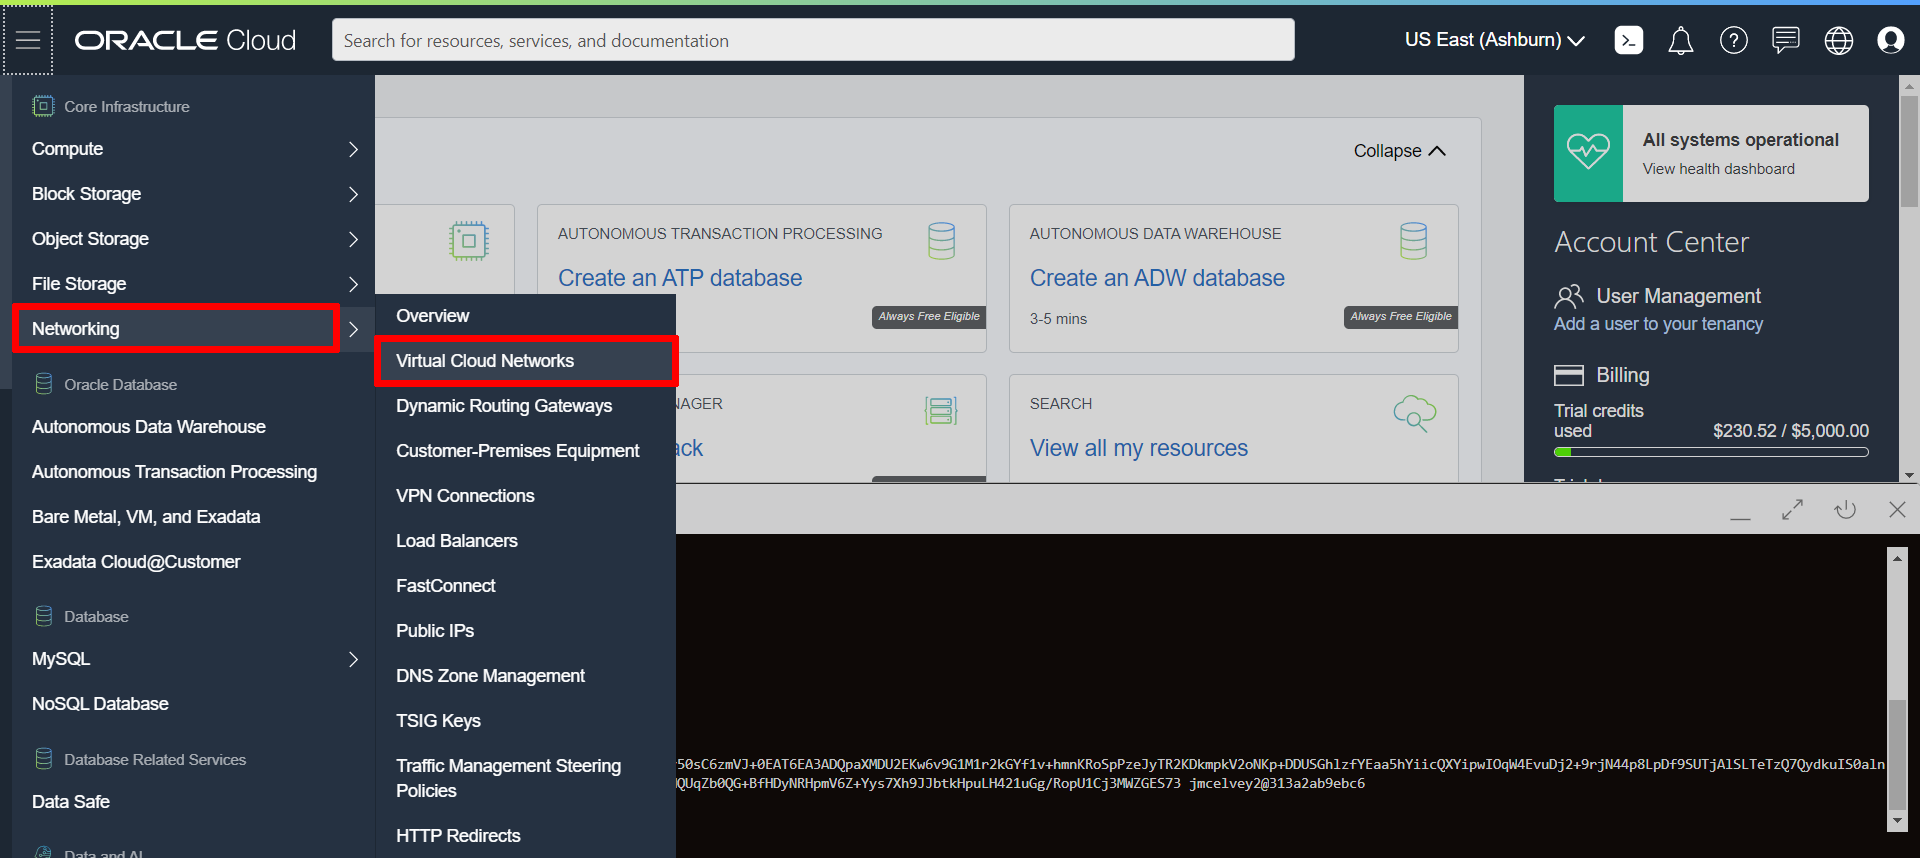 ORACLE Cloud
Search for resources, services, and documentation
US East (Ashburn)
Core Infrastructure
Compute
Block Storage
Object Storage
File Storage
Networking
Oracle Database
Autonomous Data Warehouse
Autonomous Transaction Processing
Bare Metal, VM, and Exadata
Exadata Cloud@Customer
Database
MySQL
NoSQL Database
Database Related Services
Data Safe
Data and AI
Overview
Virtual Cloud Networks
Dynamic Routing Gateways
Customer-Premises Equipment
VPN Connections
Load Balancers
FastConnect
Public IPs
DNS Zone Management
TSIG Keys
Traffic Management Steering
Policies
HTTP Redirects
Collapse
AUTONOMOUS TRANSACTION PROCESSING
Create an ATP database
Always Free Eligible
AUTONOMOUS DATA WAREHOUSE
Create an ADW database
3-5 mins
Always Free Eligible
NAGER
ack
SEARCH
View all my resources
All systems operational
View health dashboard
Account Center
User Management
Add a user to your tenancy
Billing
Trial credits
used
$230.52 / $5,000.00
50sC6zmVJ+0EAT6EA3ADQpaXMDU2EKw6v9G1M1r2kGYf1v+hmnKRoSpPzeJyTR2KDkmpkV2oNKp+DDUSGhlzfYEaa5hYiicQXYipwIOqW4EvuDj2+9rjN44p8LpDf9SUTjAlSLTeTzQ7QydkuIS0aln
QUqZb0QG+BfHDyNRHpmV6Z+Yys7Xh9JJbtkHpuLH421uGg/RopU1Cj3MWZGES73 jmcelvey2@313a2ab9ebc6